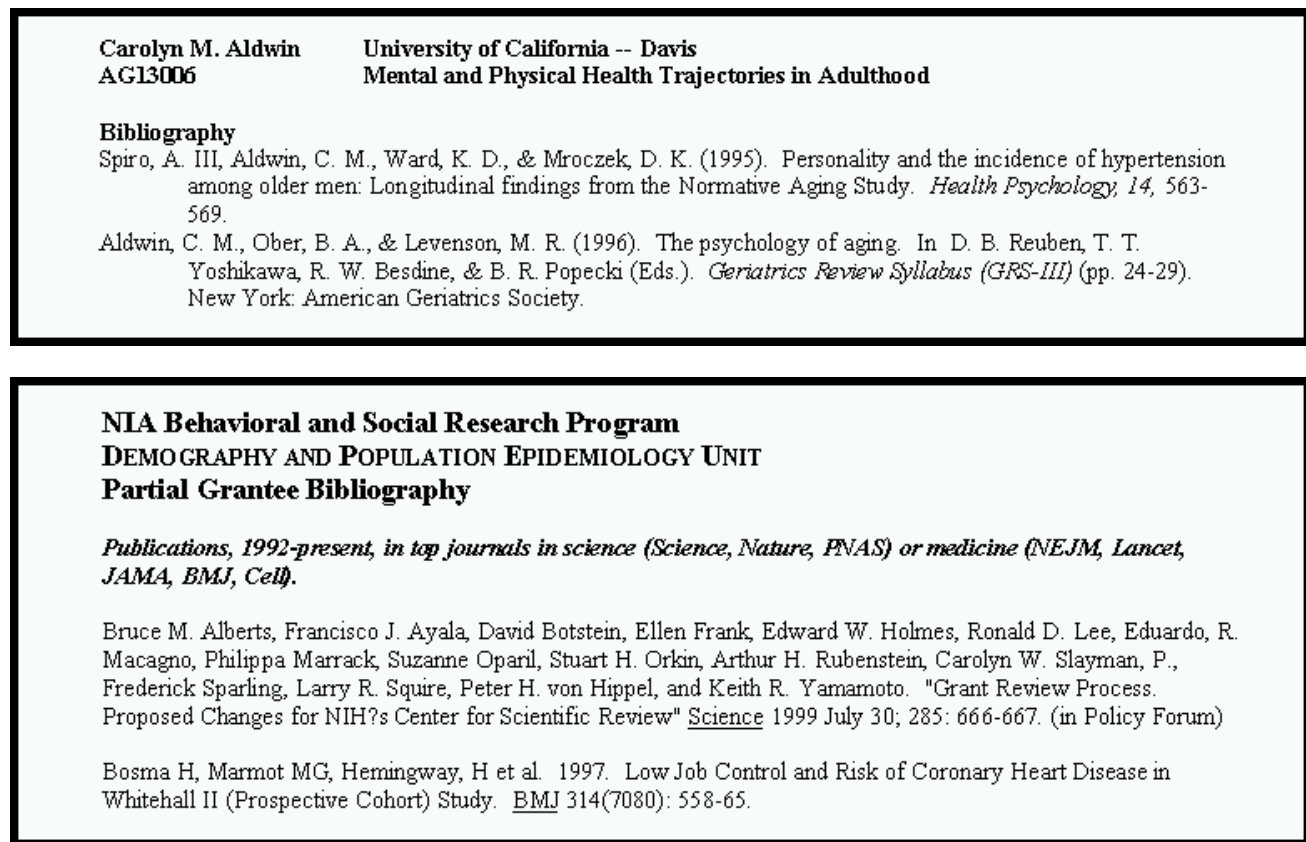 Carolyn M. Aldwin University of California -- Davis
AG13006 Mental and Physical Health Trajectories in Adulthood
Bibliography
Spiro, A. III, Aldwin, C. M., Ward, K. D., & Mroczek, D. K. (1995). Personality and the incidence of hypertension
among older men: Longitudinal findings from the Normative Aging Study. Health Psychology, 14, 563-
569.
Aldwin, C. M., Ober, B. A., & Levenson, M. R. (1996). The psychology of aging. In D. B. Reuben, T. T.
Yoshikawa, R. W. Besdine, & B. R. Popecki (Eds.). Geriatrics Review Syllabus (GRS-III) (pp. 24-29).
New York: American Geriatrics Society.
NIA Behavioral and Social Research Program
DEMOGRAPHY AND POPULATION EPIDEMIOLOGY UNIT
Partial Grantee Bibliography
Publications, 1992-present, in top journals in science (Science, Nature, PNAS) or medicine (NEJM, Lancet,
JAMA, BMJ, Cell).
Bruce M. Alberts, Francisco J. Ayala, David Botstein, Ellen Frank, Edward W. Holmes, Ronald D. Lee, Eduardo, R.
Macagno, Philippa Marrack, Suzanne Oparil, Stuart H. Orkin, Arthur H. Rubenstein, Carolyn W. Slayman, P.,
Frederick Sparling, Larry R. Squire, Peter H. von Hippel, and Keith R. Yamamoto. "Grant Review Process.
Proposed Changes for NIH?s Center for Scientific Review" Science 1999 July 30; 285: 666-667. (in Policy Forum)
Bosma H, Marmot MG, Hemingway, H et al. 1997. Low Job Control and Risk of Coronary Heart Disease in
Whitehall II (Prospective Cohort) Study. BMJ 314(7080): 558-65.